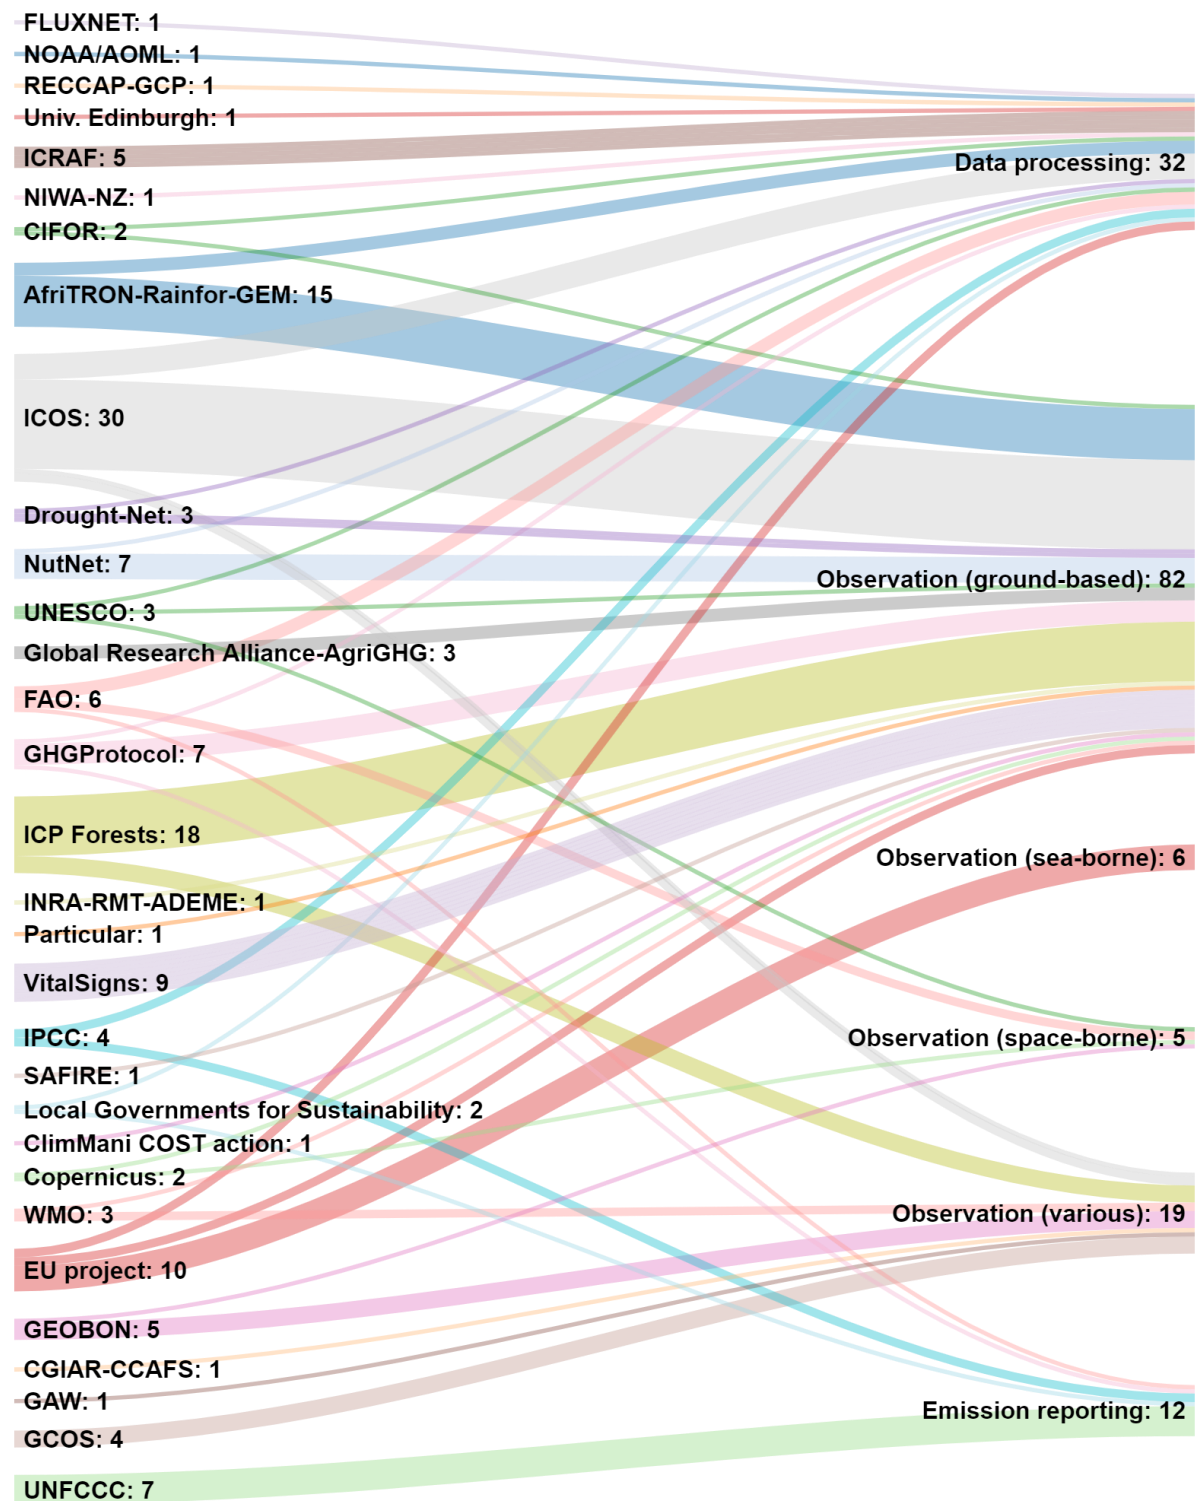 FLUXNET: 1
NOAA/AOML: 1
RECCAP-GCP: 1
Univ. Edinburgh: 1
ICRAF: 5
NIWA-NZ: 1
CIFOR: 2
AfriTRON-Rainfor-GEM: 15
ICOS: 30
Drought-Net: 3
NutNet: 7
UNESCO: 3
Global Research Alliance-AgriGHG: 3
FAO: 6
GHGProtocol: 7
ICP Forests: 18
INRA-RMT-ADEME: 1
Particular: 1
VitalSigns: 9
IPCC: 4
SAFIRE: 1
Local Governments for Sustainability: 2
ClimMani COST action: 1
Copernicus: 2
WMO: 3
EU project: 10
GEOBON: 5
CGIAR-CCAFS: 1
GAW: 1
GCOS: 4
UNFCCC: 7
Data processing: 32
Observation (ground-based): 82
Observation (sea-borne): 6
Observation (space-borne): 5
Observation (various): 19
Emission reporting: 12